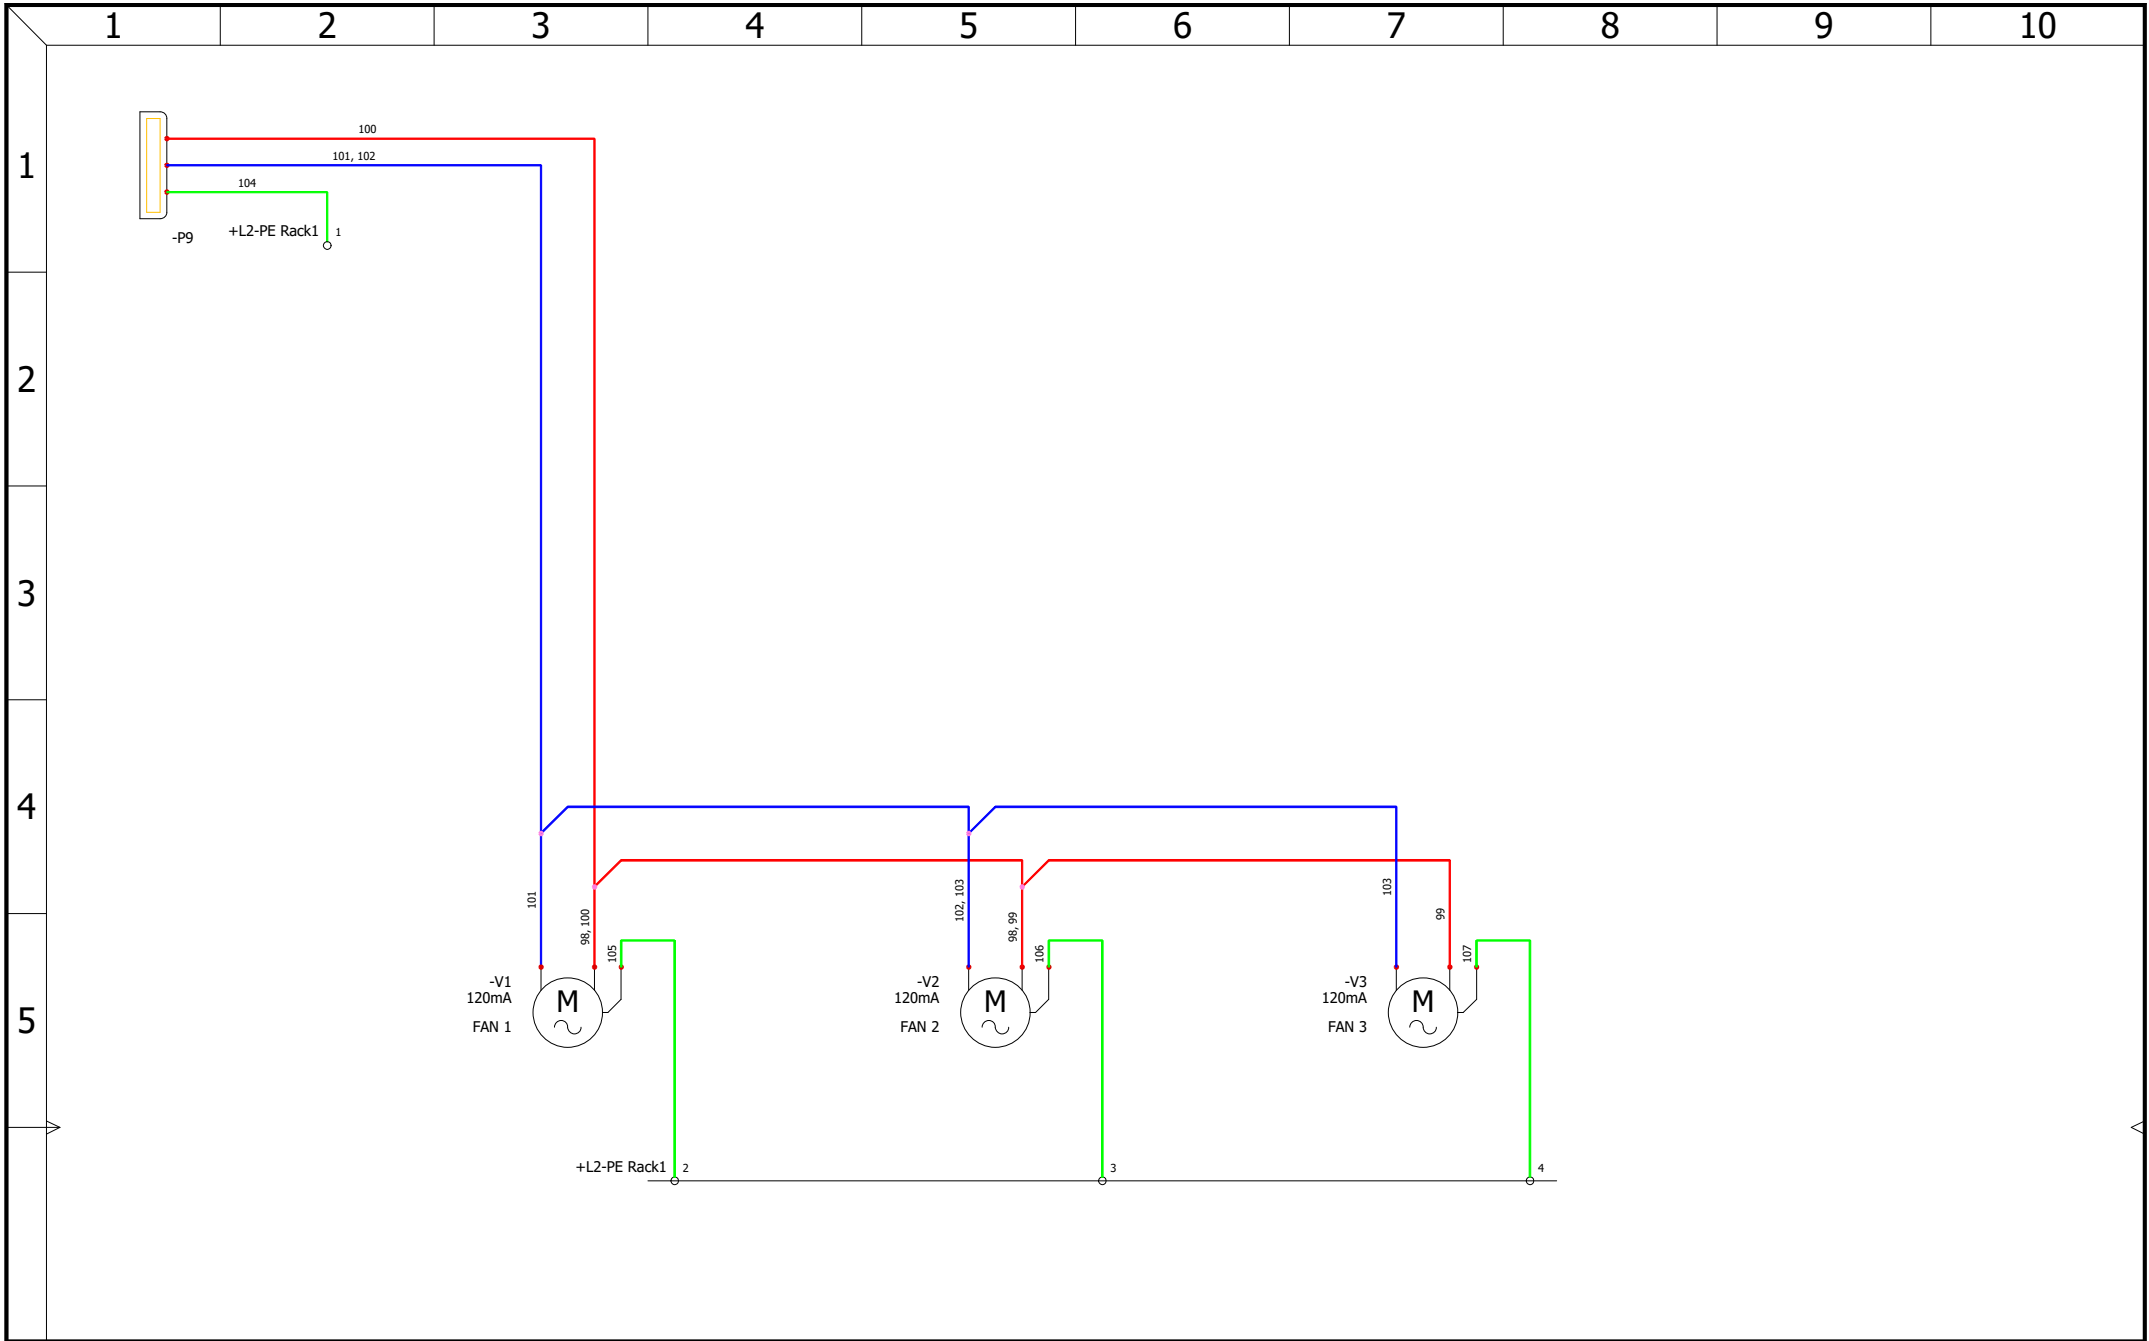 1 2 3 4 5 6 7 8 9 10
1
100
101, 102
104
-P9
+L2-PE Rack1 1
2
3
4
101
98, 100
105
102, 103
98, 99
106
103
99
107
5
-V1
120mA
FAN 1
M
-V2
120mA
FAN 2
M
-V3
120mA
FAN 3
M
+L2-PE Rack1 2 3 4